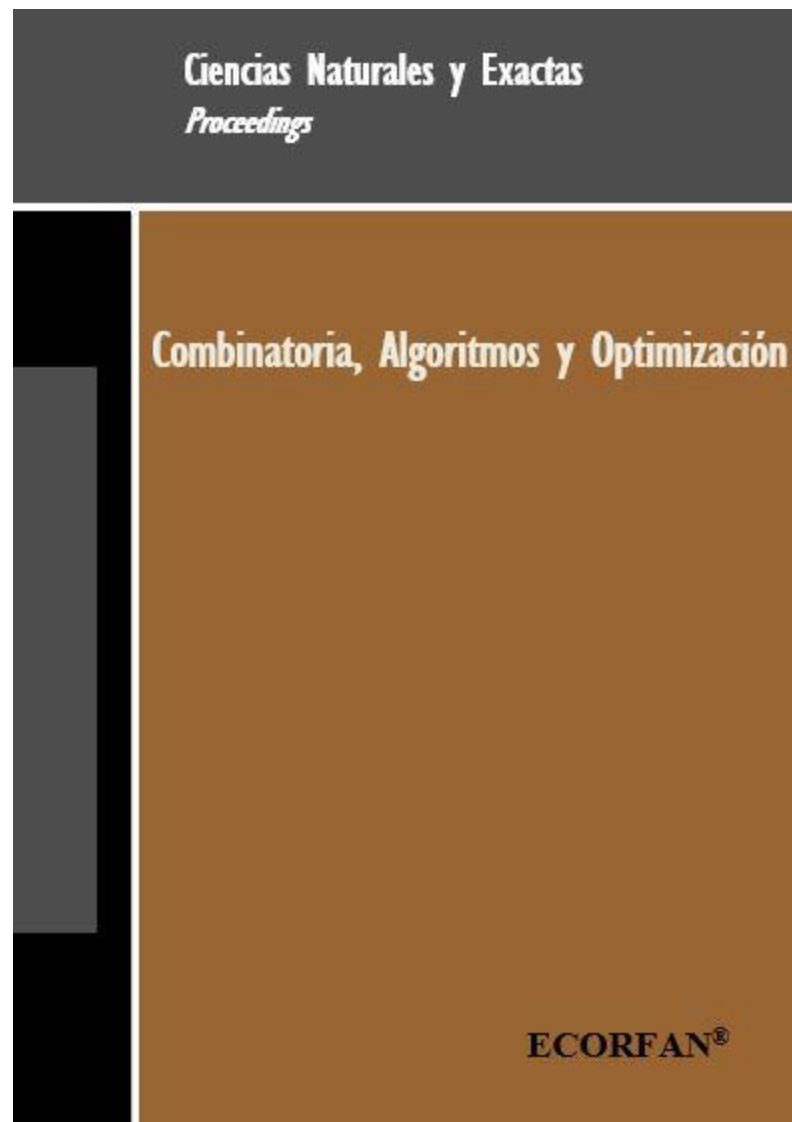 Ciencias Naturales y Exactas
Proceedings
Combinatoria, Algoritmos y Optimización
ECORFAN®